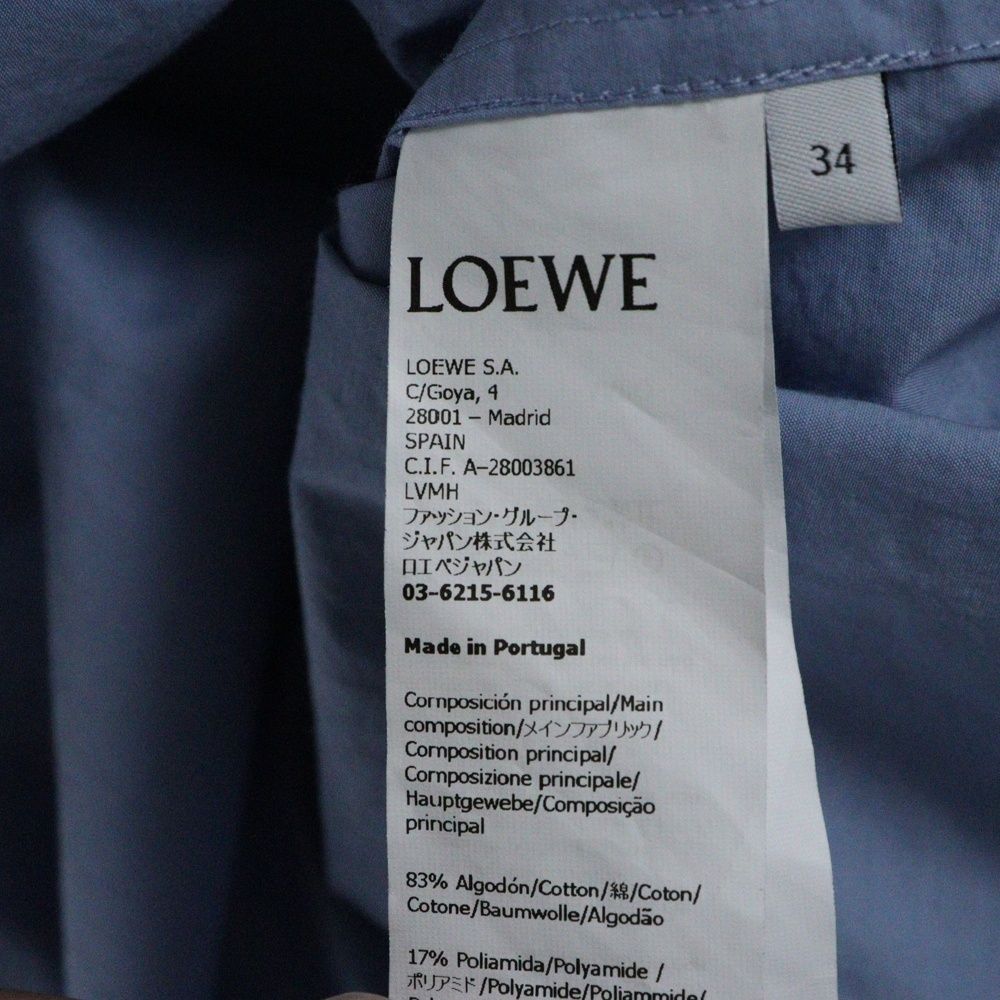 34
LOEWE
LOEWE S.A.
C/Goya, 4
28001 – Madrid
SPAIN
C.I.F. A-28003861
LVMH
ファッション・グループ・
ジャパン株式会社
ロエベジャパン
03-6215-6116
Made in Portugal
Composición principal/Main
composition/メインファブリック/
Composition principal/
Composizione principale/
Hauptgewebe/Composição
principal
83% Algodón/Cotton/綿/Coton/
Cotone/Baumwolle/Algodão
17% Poliamida/Polyamide /
ポリアミド/Polyamide/Poliammide/